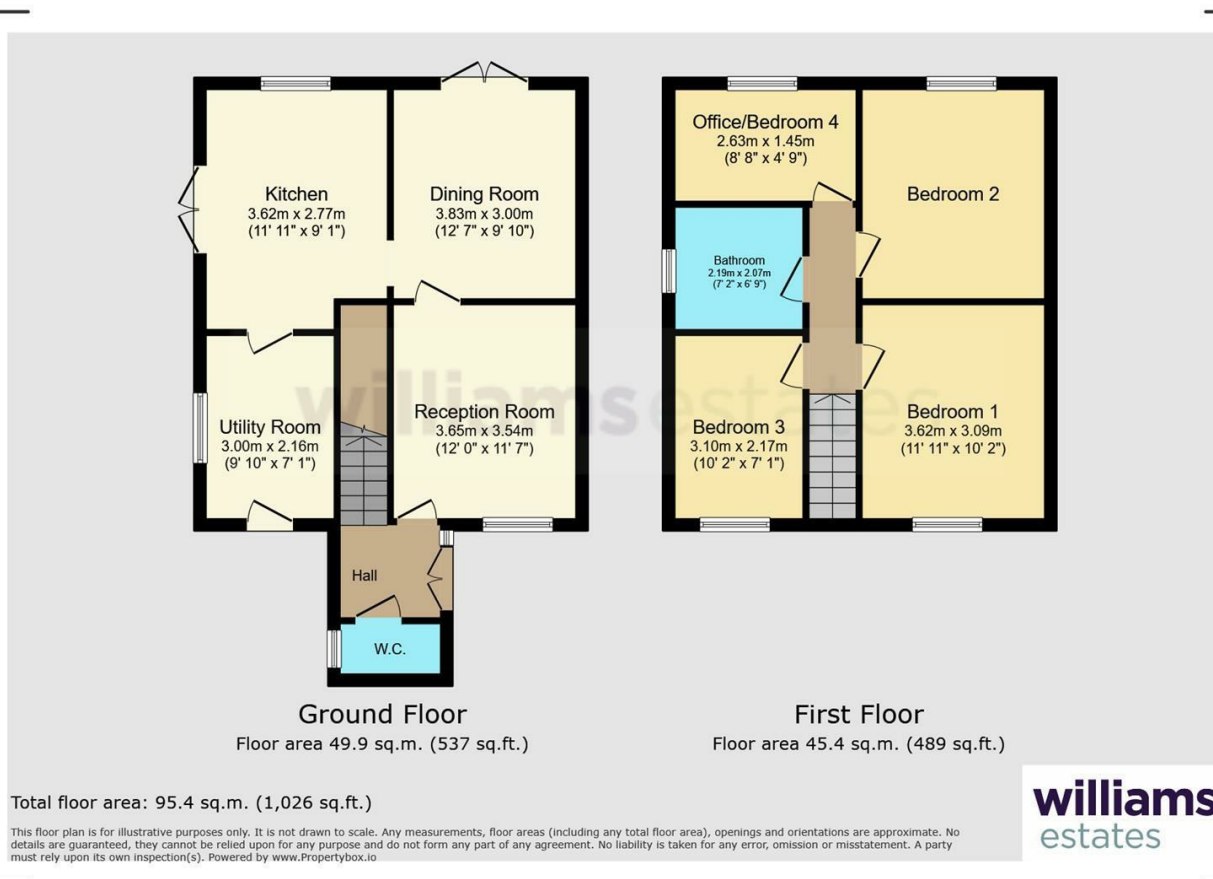 Kitchen
3.62m x 2.77m
(11' 11" x 9' 1")
Dining Room
3.83m x 3.00m
(12' 7" x 9' 10")
Utility Room
3.00m x 2.16m
(9' 10" x 7' 1")
Reception Room
3.65m x 3.54m
(12' 0" x 11' 7")
Hall
W.C.
Ground Floor
Floor area 49.9 sq.m. (537 sq.ft.)
Office/Bedroom 4
2.63m x 1.45m
(8' 8" x 4' 9")
Bedroom 2
Bathroom
2.19m x 2.07m
(7' 2" x 6' 9")
Bedroom 3
3.10m x 2.17m
(10' 2" x 7' 1")
Bedroom 1
3.62m x 3.09m
(11' 11" x 10' 2")
First Floor
Floor area 45.4 sq.m. (489 sq.ft.)
williamsestates
Total floor area: 95.4 sq.m. (1,026 sq.ft.)
This floor plan is for illustrative purposes only. It is not drawn to scale. Any measurements, floor areas (including any total floor area), openings and orientations are approximate. No
details are guaranteed, they cannot be relied upon for any purpose and do not form any part of any agreement. No liability is taken for any error, omission or misstatement. A party
must rely upon its own inspection(s). Powered by www.Propertybox.io
williams
estates